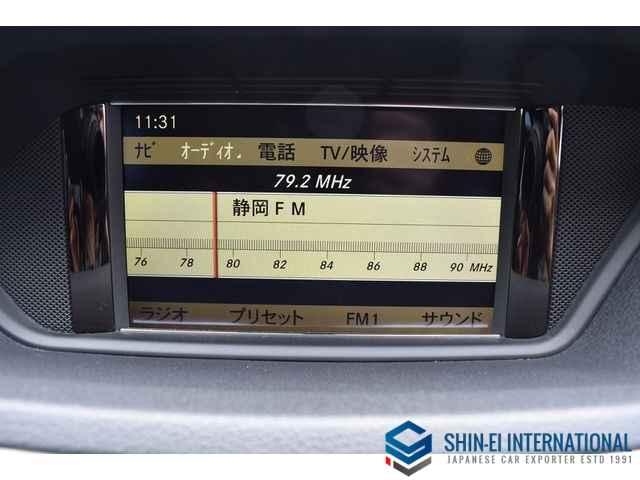 11:31
ナビ オーディオ. 電話 TV/映像 システム
79.2 MHz
静岡FM
76 78 80 82 84 86 88 90 MHz
ラジオ プリセット FM1 サウンド
SHIN-EI INTERNATIONAL
JAPANESE CAR EXPORTER ESTD 1991